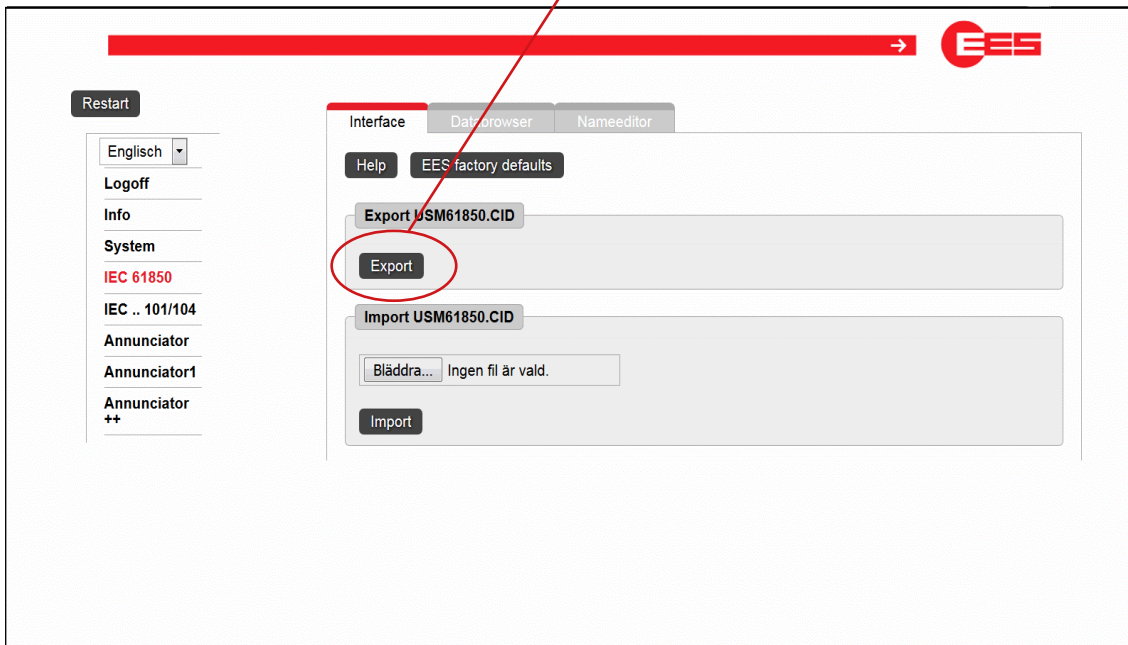 EES
Restart
Interface
Databrowser
Nameeditor
Englisch
Help
EES factory defaults
Logoff
Info
Export USM61850.CID
System
Export
IEC 61850
IEC .. 101/104
Import USM61850.CID
Annunciator
Annunciator1
Bläddra... Ingen fil är vald.
Annunciator
++
Import